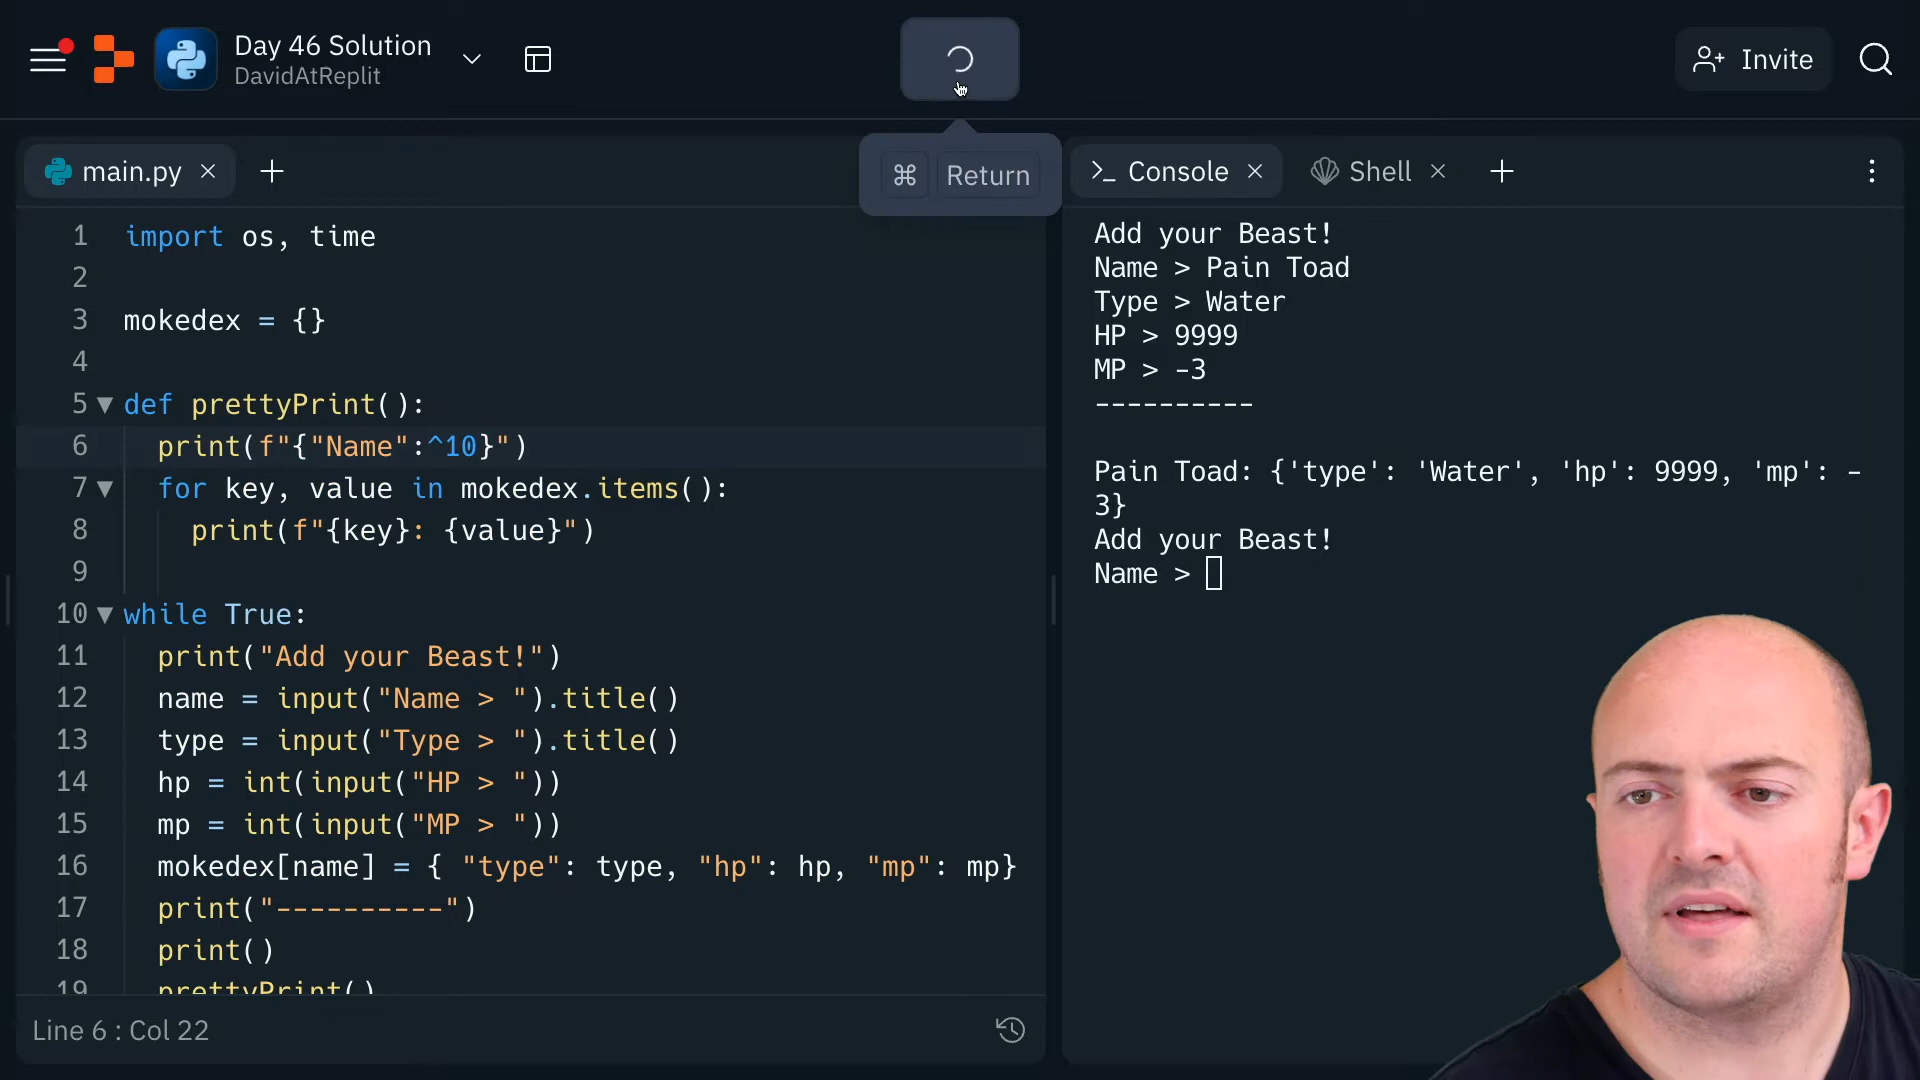 Day 46 Solution
DavidAtReplit
Invite
⌘ Return
main.py
Console
Shell
1 import os, time
2
3 mokedex = {}
4
5 def prettyPrint():
6 print(f"{"Name":^10}")
7 for key, value in mokedex.items():
8 print(f"{key}: {value}")
9
10 while True:
11 print("Add your Beast!")
12 name = input("Name > ").title()
13 type = input("Type > ").title()
14 hp = int(input("HP > "))
15 mp = int(input("MP > "))
16 mokedex[name] = { "type": type, "hp": hp, "mp": mp}
17 print("----------")
18 print()
19 prettyPrint()
Line 6 : Col 22
Add your Beast!
Name > Pain Toad
Type > Water
HP > 9999
MP > -3
----------
Pain Toad: {'type': 'Water', 'hp': 9999, 'mp': -
3}
Add your Beast!
Name >